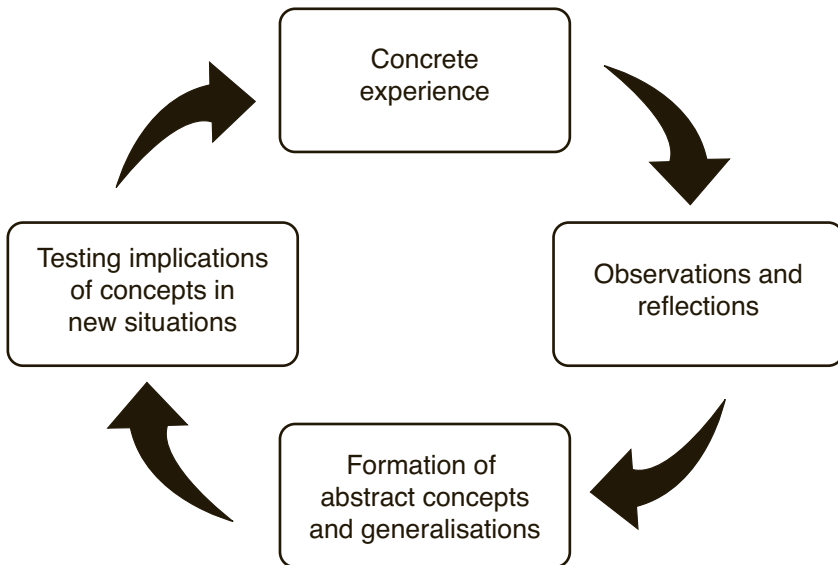 Concrete
experience
Observations and
reflections
Formation of
abstract concepts
and generalisations
Testing implications
of concepts in
new situations